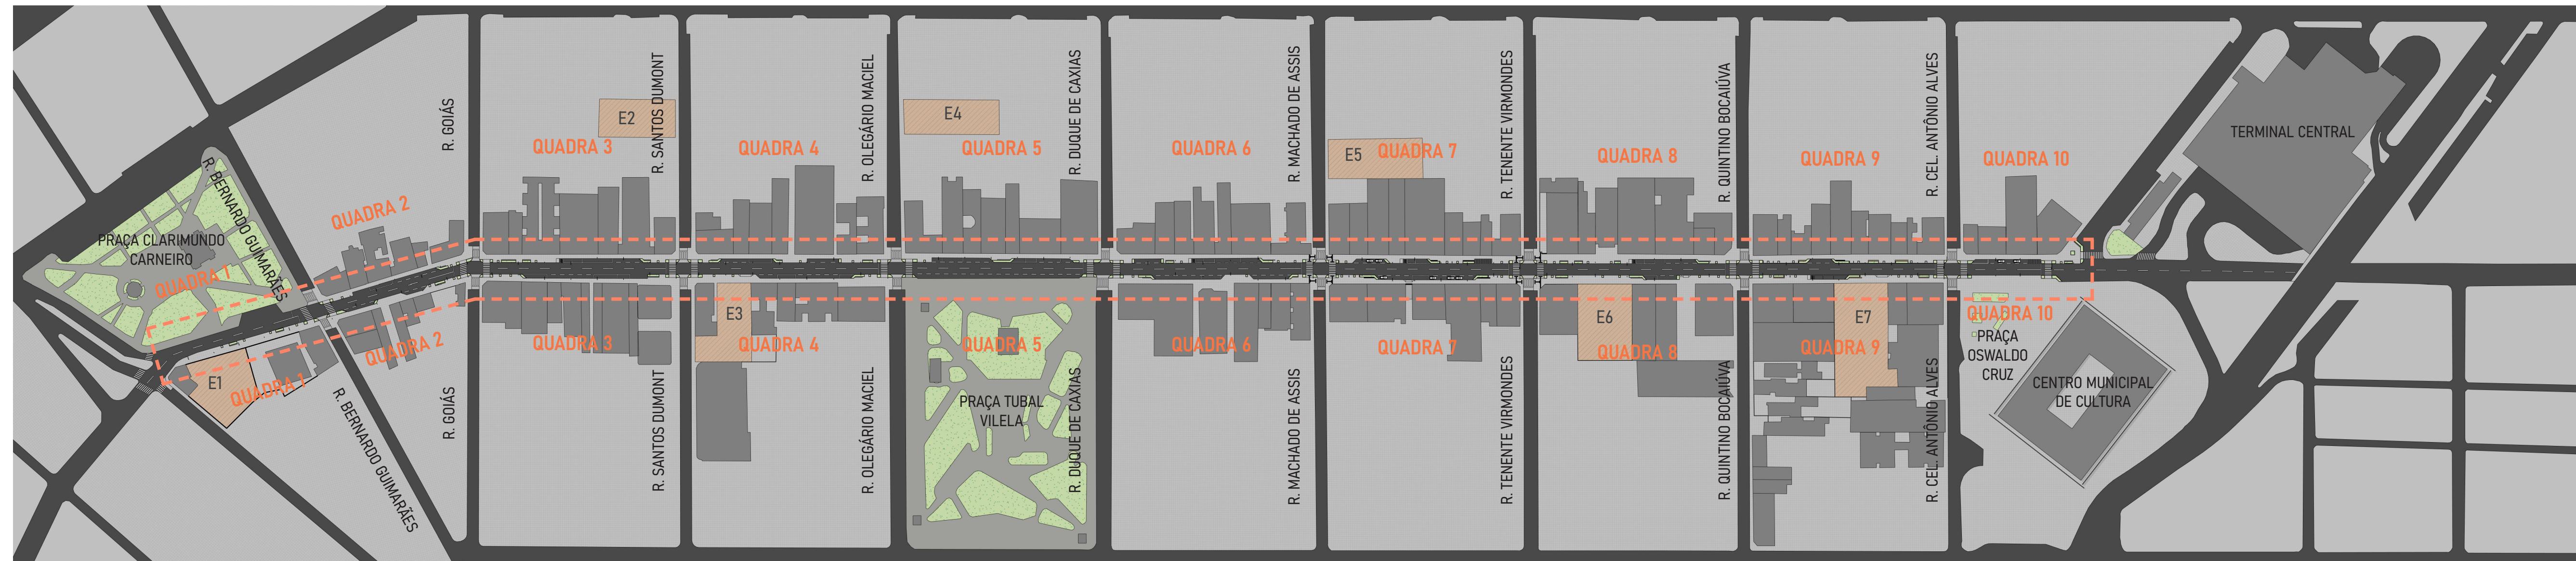 R. GOIÁS
R. SANTOS DUMONT
R. OLEGÁRIO MACIEL
R. DUQUE DE CAXIAS
R. MACHADO DE ASSIS
R. TENENTE VIRMONDES
R. QUINTINO BOCAIÚVA
R. CEL. ANTÔNIO ALVES
TERMINAL CENTRAL
E2
E4
E5
QUADRA 2
QUADRA 3
QUADRA 4
QUADRA 5
QUADRA 6
QUADRA 7
QUADRA 8
QUADRA 9
QUADRA 10
R. BERNARDO GUIMARÃES
PRAÇA CLARIMUNDO
CARNEIRO
QUADRA 1
E1
QUADRA 1
QUADRA 2
QUADRA 3
E3
QUADRA 4
QUADRA 5
QUADRA 6
QUADRA 7
E6
QUADRA 8
E7
QUADRA 9
QUADRA 10
PRAÇA
OSWALDO
CRUZ
CENTRO MUNICIPAL
DE CULTURA
PRAÇA TUBAL
VILELA
R. BERNARDO GUIMARÃES
R. GOIÁS
R. SANTOS DUMONT
R. OLEGÁRIO MACIEL
R. DUQUE DE CAXIAS
R. MACHADO DE ASSIS
R. TENENTE VIRMONDES
R. QUINTINO BOCAIÚVA
R. CEL. ANTÔNIO ALVES